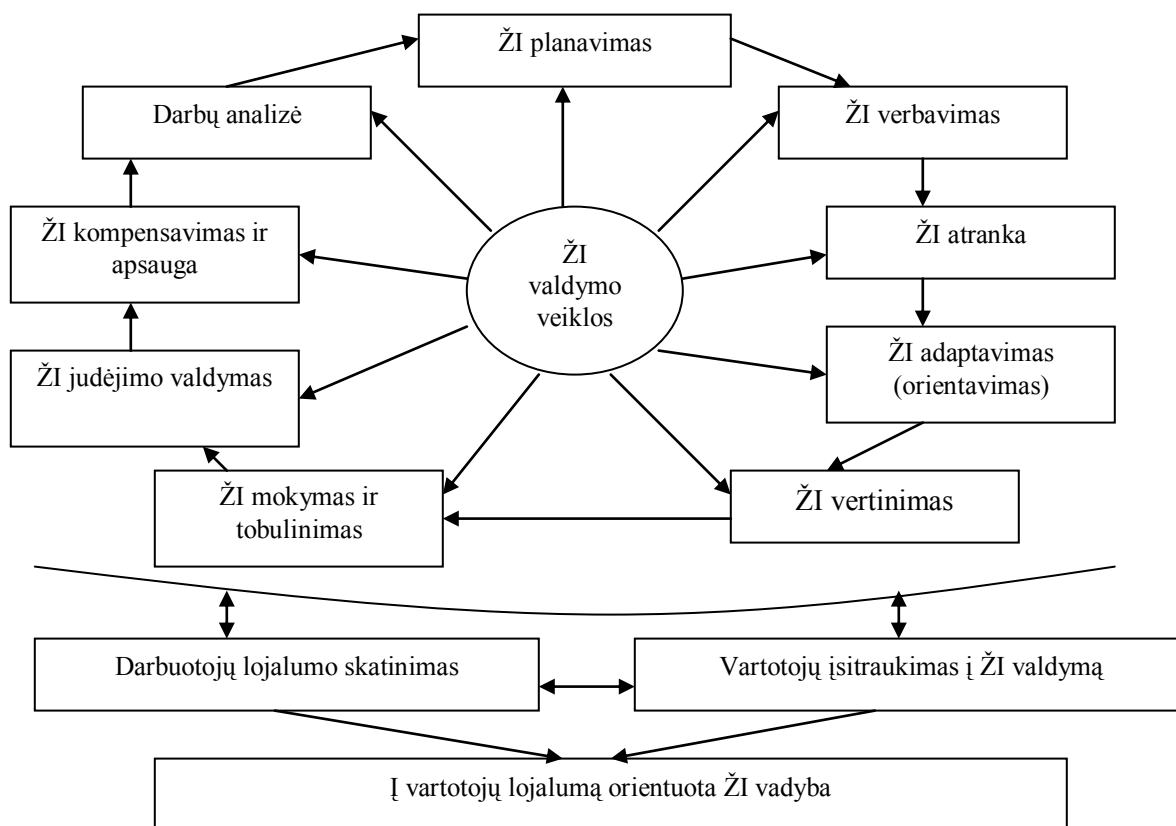 ŽI planavimas
Darbų analizė
ŽI verbavimas
ŽI kompensavimas ir
apsauga
ŽI
valdymo
veiklos
ŽI atranka
ŽI judėjimo valdymas
ŽI adaptavimas
(orientavimas)
ŽI mokymas ir
tobulinimas
ŽI vertinimas
Darbuotojų lojalumo skatinimas
Vartotojų įsitraukimas į ŽI valdymą
Į vartotojų lojalumą orientuota ŽI vadyba